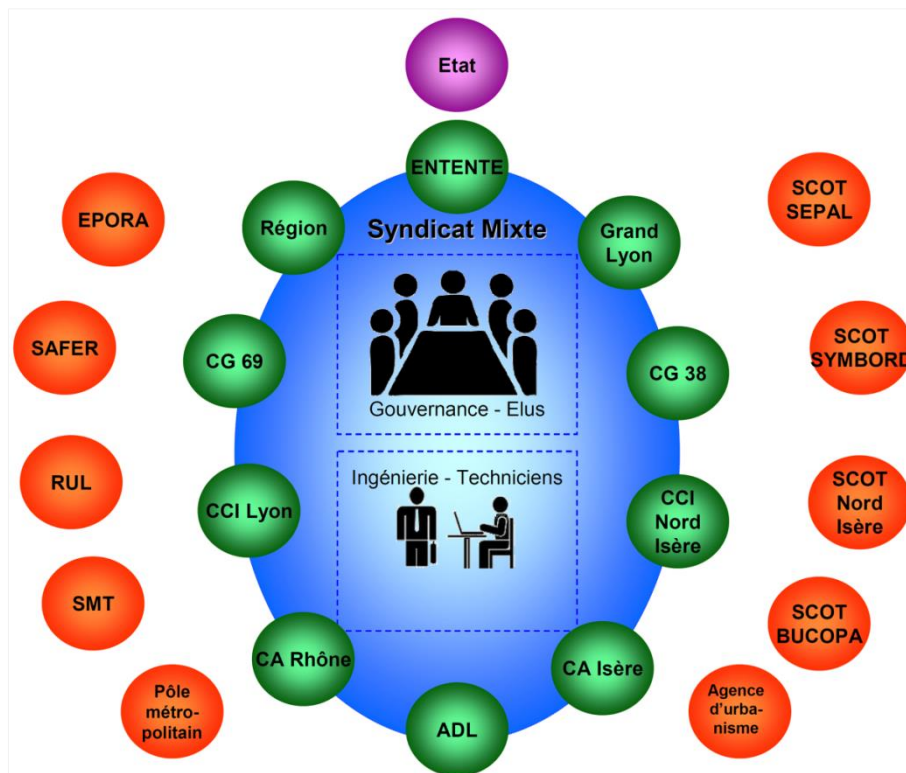 Etat
ENTENTE
EPORA
Région
Syndicat Mixte
Grand
Lyon
SCOT
SEPAL
SAFER
CG 69
Gouvernance - Elus
CG 38
SCOT
SYMBORD
RUL
CCI Lyon
Ingénierie - Techniciens
CCI
Nord
Isère
SCOT
Nord
Isère
SMT
CA Rhône
CA Isère
SCOT
BUCOPA
Pôle
métro-
politain
ADL
Agence
d'urba-
nisme